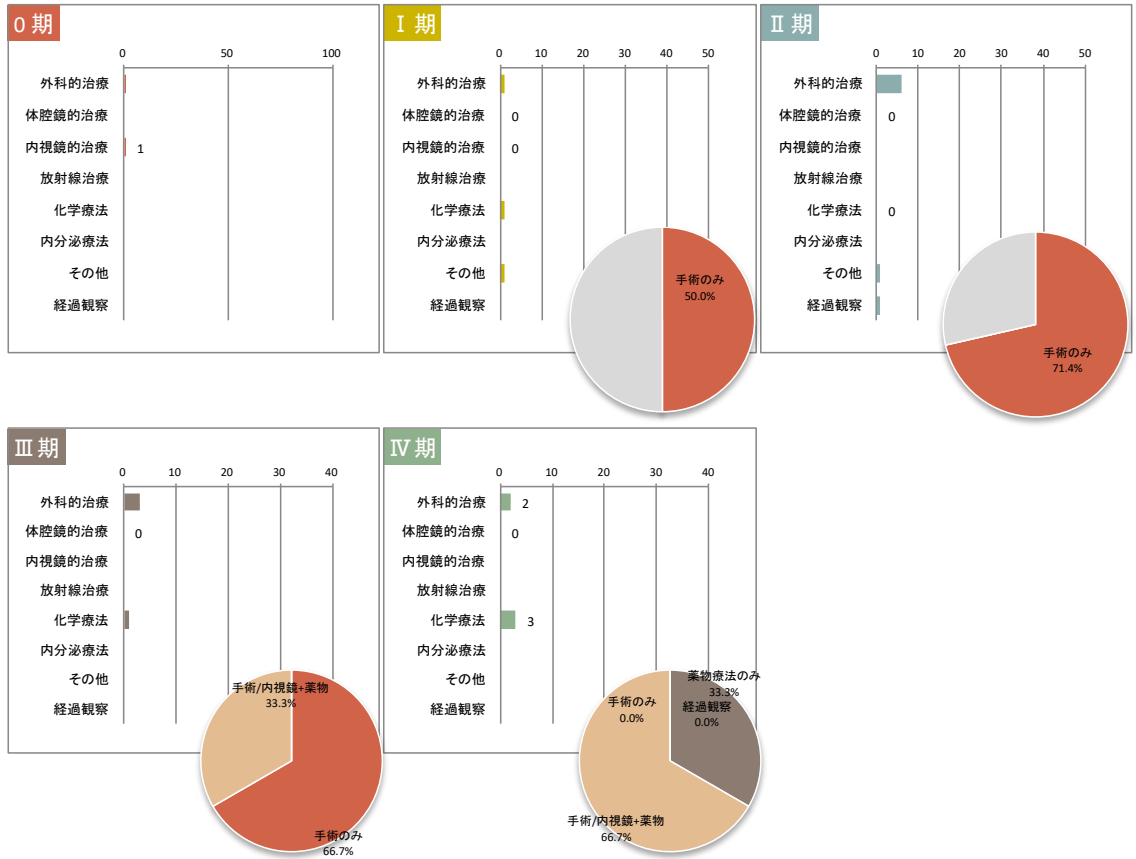 0 期
0 50 100
外科的治療
体腔鏡的治療
内視鏡的治療 1
放射線治療
化学療法
内分泌療法
その他
経過観察
Ⅰ 期
0 10 20 30 40 50
外科的治療
体腔鏡的治療 0
内視鏡的治療 0
放射線治療
化学療法
内分泌療法
その他
経過観察
手術のみ
50.0%
Ⅱ 期
0 10 20 30 40 50
外科的治療
体腔鏡的治療 0
内視鏡的治療
放射線治療
化学療法 0
内分泌療法
その他
経過観察
手術のみ
71.4%
Ⅲ 期
0 10 20 30 40
外科的治療
体腔鏡的治療 0
内視鏡的治療
放射線治療
化学療法
内分泌療法
その他
経過観察
手術/内視鏡+薬物
33.3%
手術のみ
66.7%
Ⅳ 期
0 10 20 30 40
外科的治療 2
体腔鏡的治療 0
内視鏡的治療
放射線治療
化学療法 3
内分泌療法
その他
経過観察
薬物療法のみ
33.3%
手術のみ
0.0%
経過観察
0.0%
手術/内視鏡+薬物
66.7%